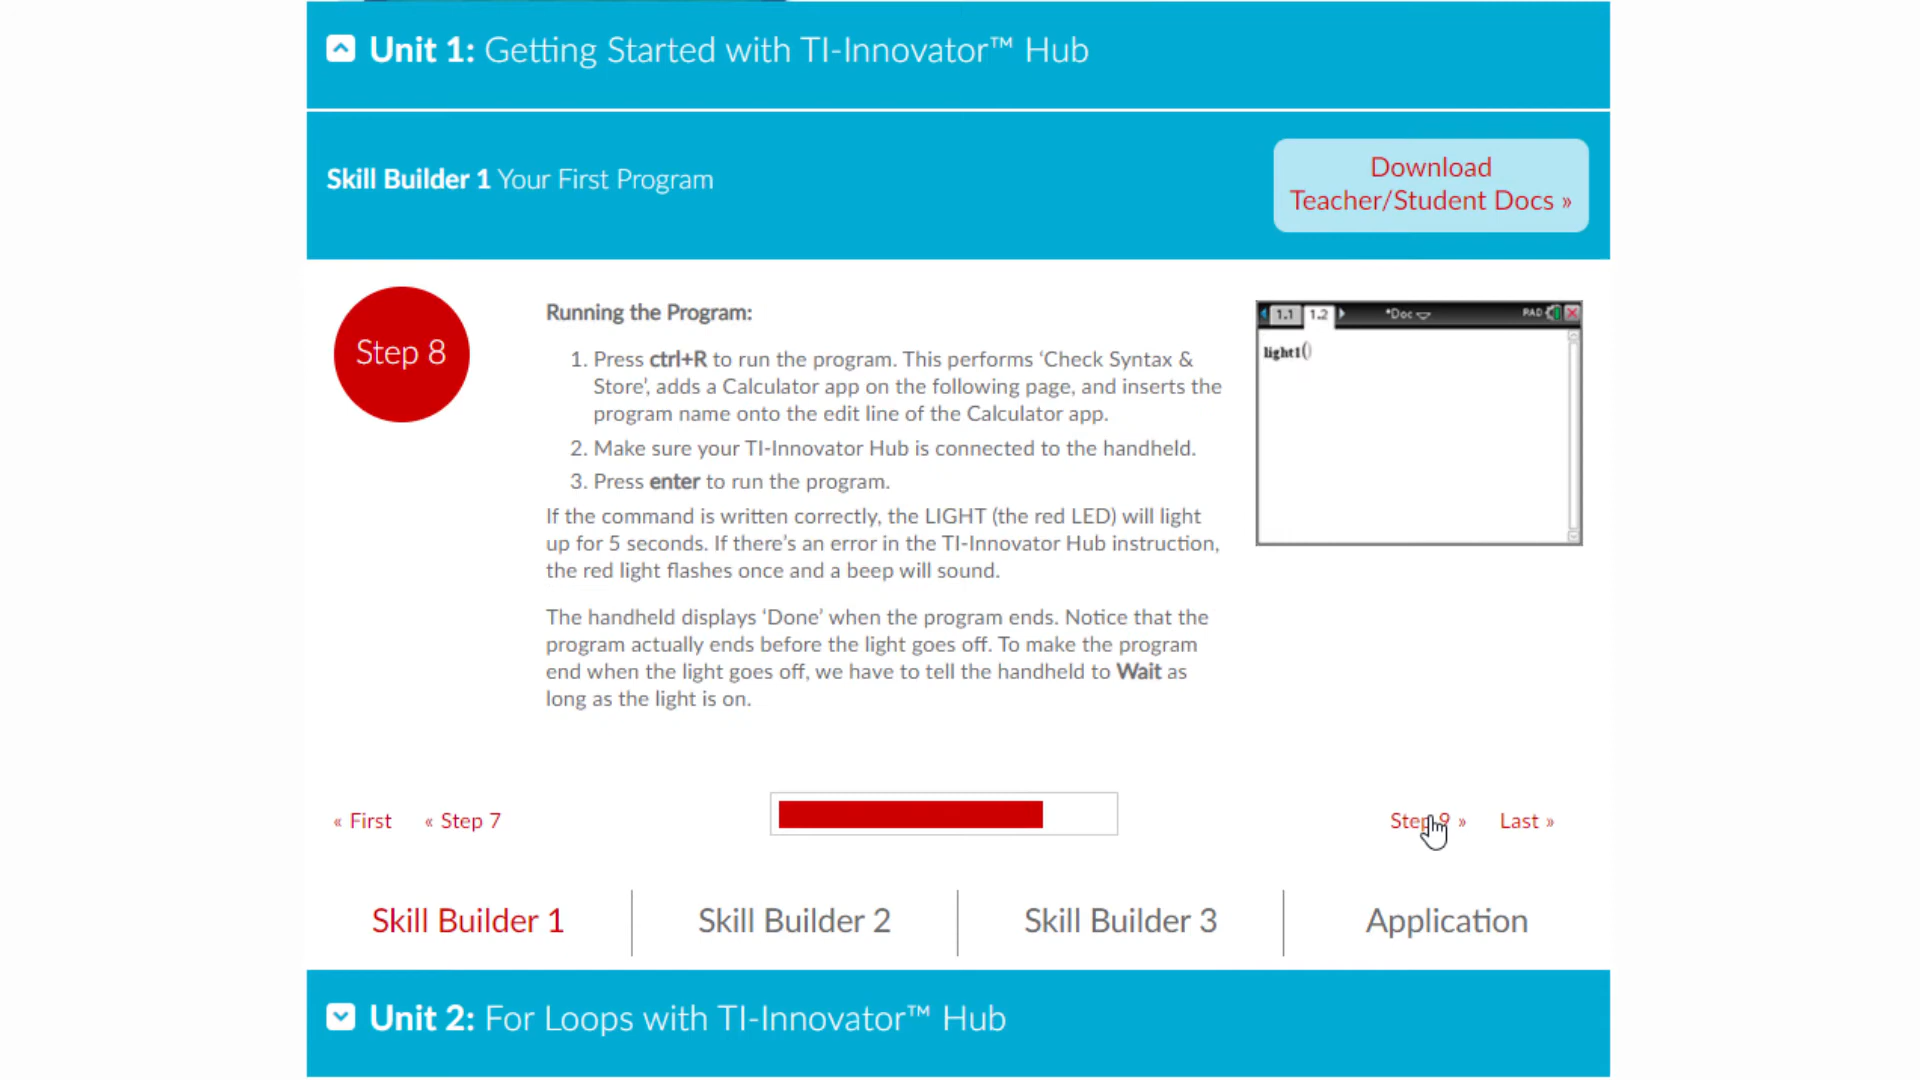 Unit 1: Getting Started with TI-Innovator™ Hub
Skill Builder 1 Your First Program
Download
Teacher/Student Docs »
Step 8
Running the Program:
1. Press ctrl+R to run the program. This performs ‘Check Syntax &
Store’, adds a Calculator app on the following page, and inserts the
program name onto the edit line of the Calculator app.
2. Make sure your TI-Innovator Hub is connected to the handheld.
3. Press enter to run the program.
If the command is written correctly, the LIGHT (the red LED) will light
up for 5 seconds. If there’s an error in the TI-Innovator Hub instruction,
the red light flashes once and a beep will sound.
The handheld displays ‘Done’ when the program ends. Notice that the
program actually ends before the light goes off. To make the program
end when the light goes off, we have to tell the handheld to Wait as
long as the light is on.
1.1 1.2 *Doc RAD
light1()
« First « Step 7 Step 9 » Last »
Skill Builder 1 Skill Builder 2 Skill Builder 3 Application
Unit 2: For Loops with TI-Innovator™ Hub